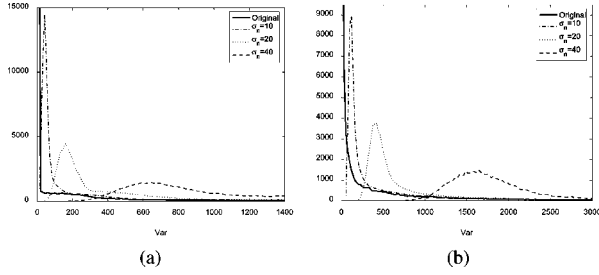 15000
10000
5000
0
0
200
400
600
800
1000
1200
1400
Var
Original
σn=10
σn=20
σn=40
(a)
9000
8000
7000
6000
5000
4000
3000
2000
1000
0
0
500
1000
1500
2000
2500
3000
Var
Original
σn=10
σn=20
σn=40
(b)